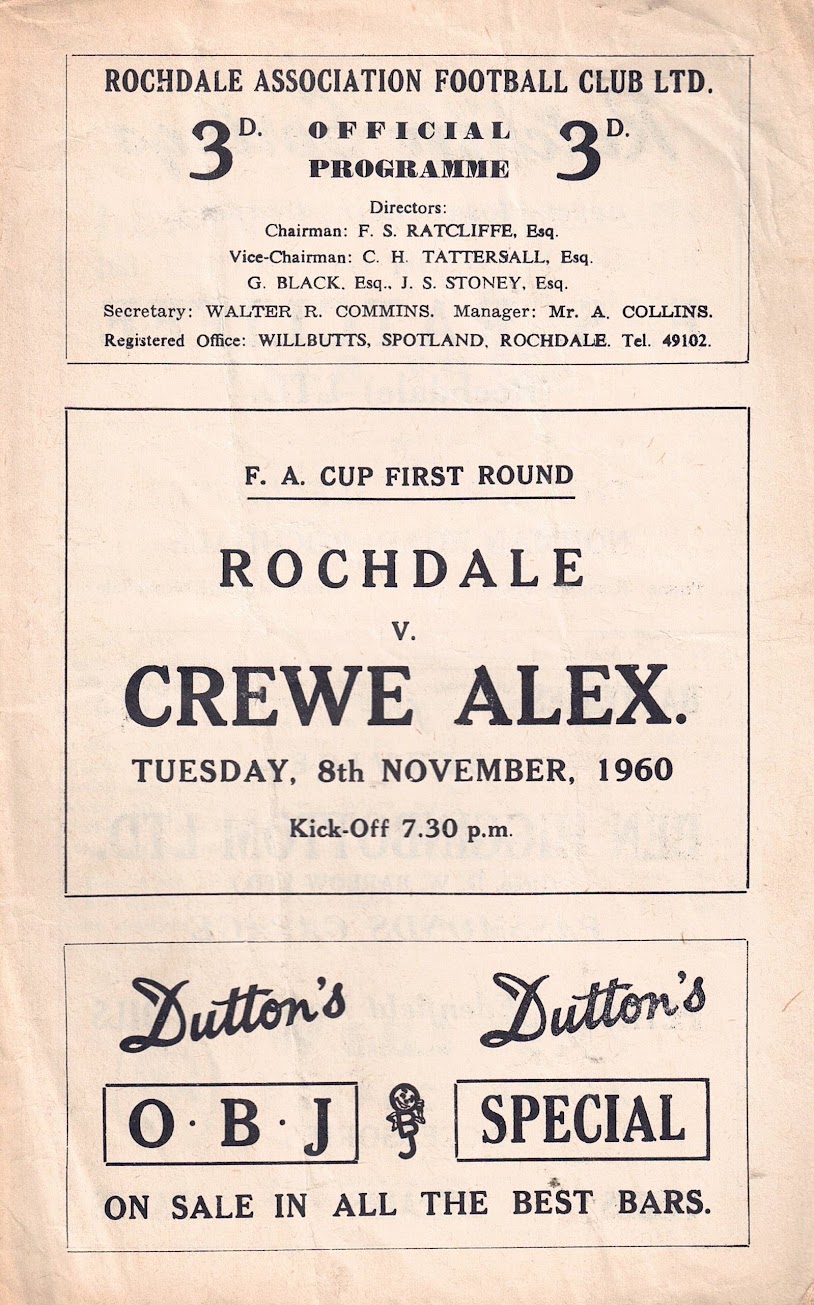 ROCHDALE ASSOCIATION FOOTBALL CLUB LTD.
3D. OFFICIAL 3D.
PROGRAMME
Directors:
Chairman: F. S. RATCLIFFE, Esq.
Vice-Chairman: C. H. TATTERSALL, Esq.
G. BLACK. Esq., J. S. STONEY, Esq.
Secretary: WALTER R. COMMINS. Manager: Mr. A. COLLINS.
Registered Office: WILLBUTTS, SPOTLAND, ROCHDALE. Tel. 49102.
F. A. CUP FIRST ROUND
ROCHDALE
V.
CREWE ALEX.
TUESDAY, 8th NOVEMBER, 1960
Kick-Off 7.30 p.m.
Dutton's Dutton's
O · B · J OBJ SPECIAL
ON SALE IN ALL THE BEST BARS.